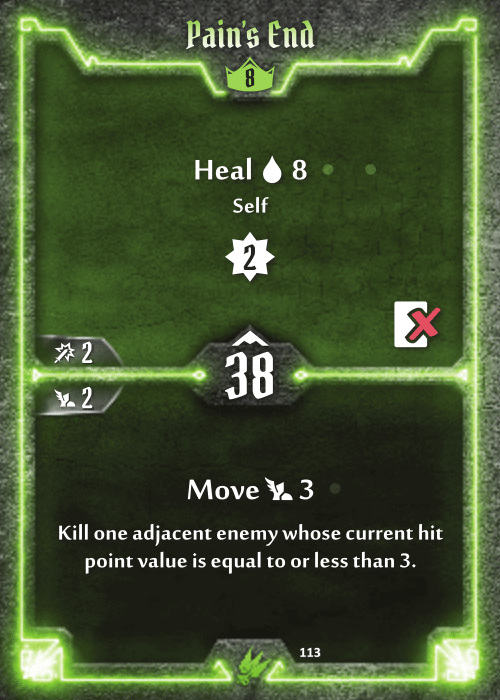 Pain's End
8
Heal 8
Self
2
2
38
2
Move 3
Kill one adjacent enemy whose current hit
point value is equal to or less than 3.
113